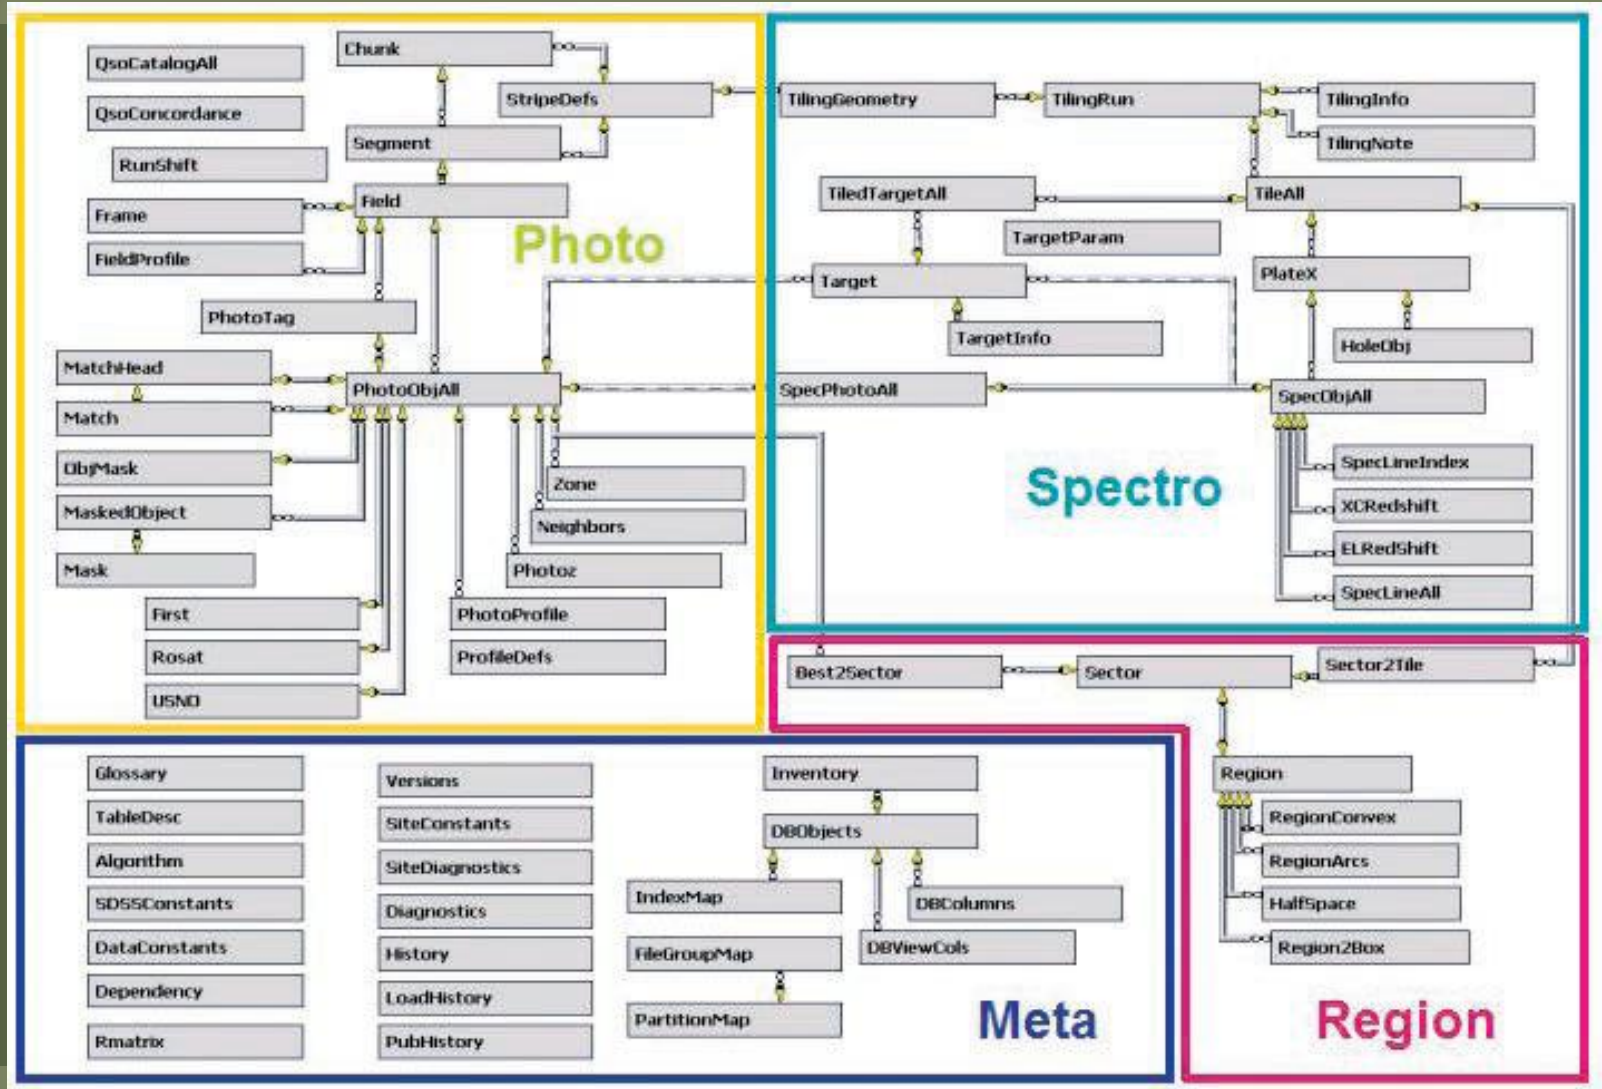 QsoCatalogAll
QsoConcordance
RunShift
Chunk
StripeDefs
Segment
Field
Frame
FieldProfile
Photo
PhotoTag
MatchHead
PhotoObjAll
Match
ObjMask
MaskedObject
Mask
Zone
Neighbors
Photoz
First
PhotoProfile
Rosat
ProfileDefs
USNO
TilingGeometry
TilingRun
TilingInfo
TilingNote
TiledTargetAll
TileAll
TargetParam
Target
PlateX
TargetInfo
HoleObj
SpecPhotoAll
SpecObjAll
Spectro
SpecLineIndex
XCRedshift
ELRedShift
SpecLineAll
Best2Sector
Sector
Sector2Tile
Region
RegionConvex
RegionArcs
HalfSpace
Region2Box
Region
Glossary
TableDesc
Algorithm
SDSSConstants
DataConstants
Dependency
Rmatrix
Versions
SiteConstants
SiteDiagnostics
Diagnostics
History
LoadHistory
PubHistory
Inventory
DBObjects
IndexMap
DBColumns
FileGroupMap
DBViewCols
PartitionMap
Meta